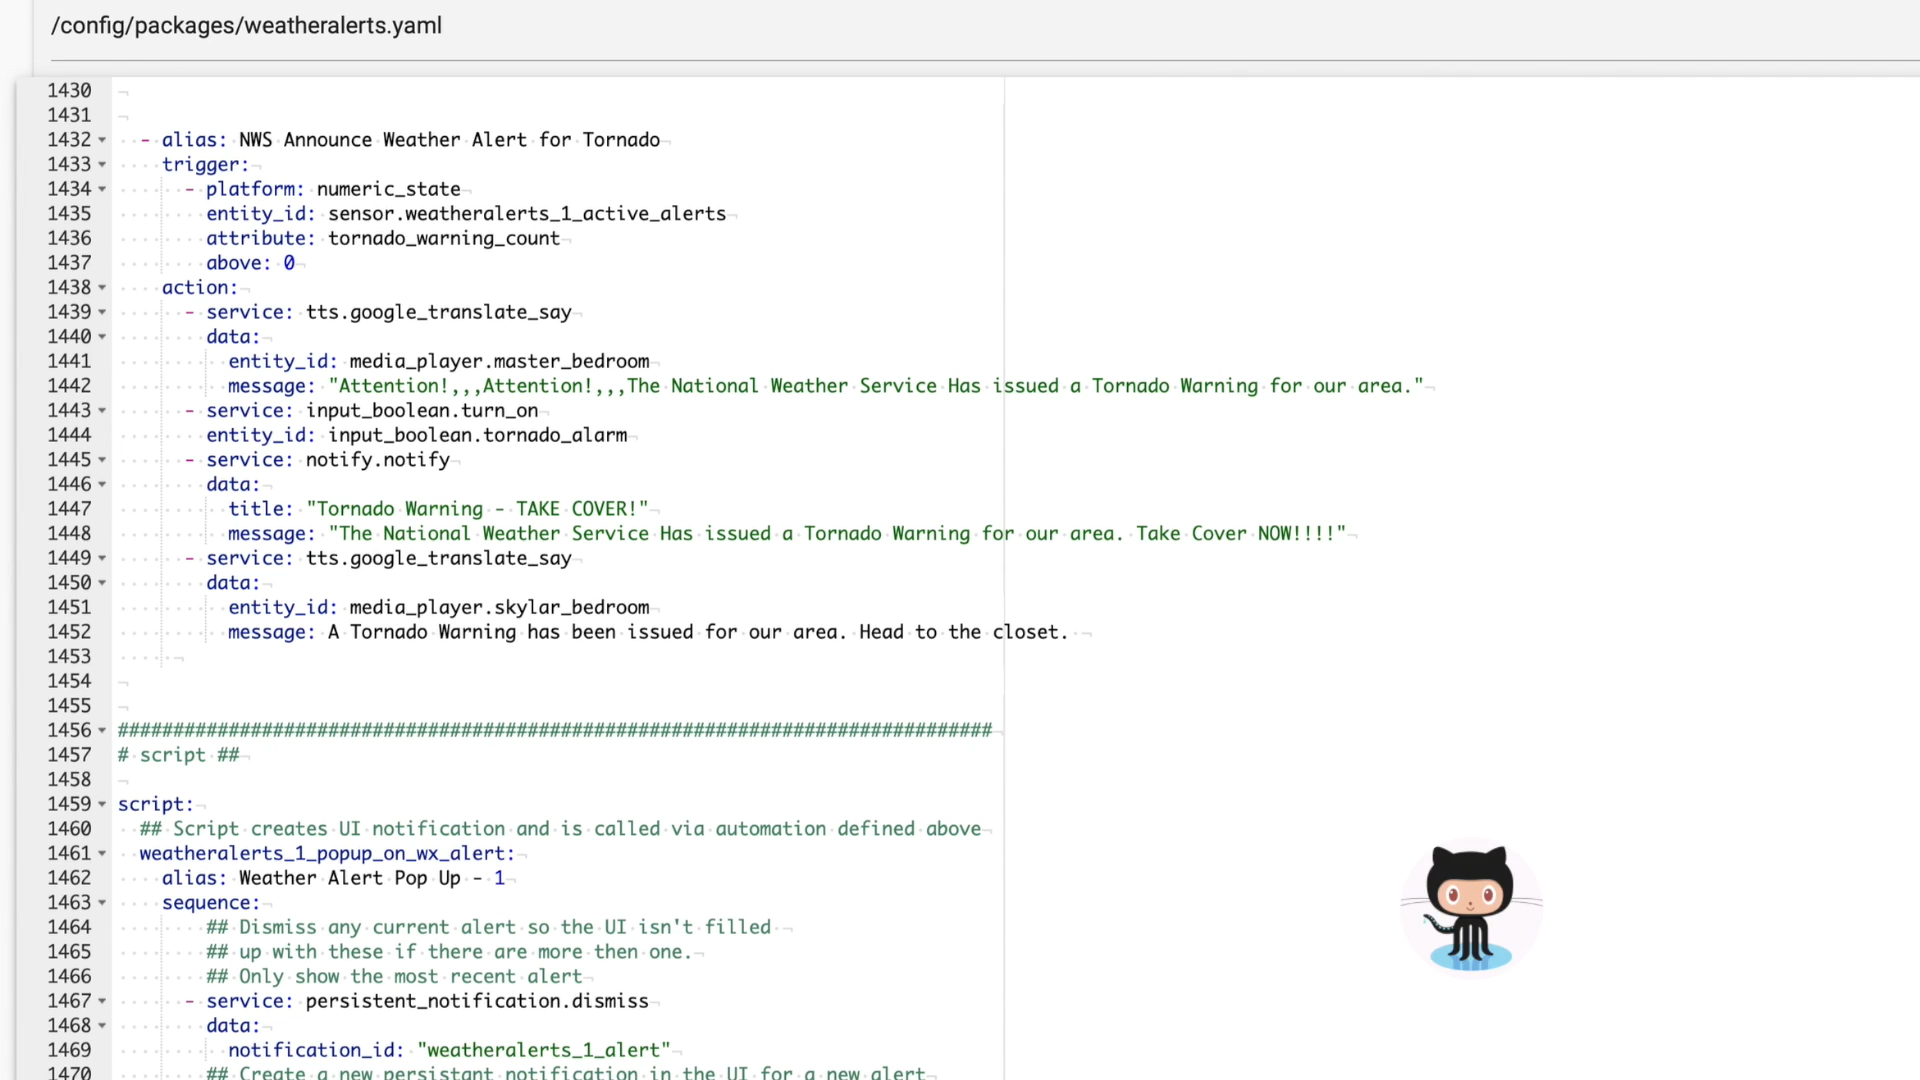 /config/packages/weatheralerts.yaml
1430
1431
1432 - alias: NWS Announce Weather Alert for Tornado
1433 trigger:
1434 - platform: numeric_state
1435 entity_id: sensor.weatheralerts_1_active_alerts
1436 attribute: tornado_warning_count
1437 above: 0
1438 action:
1439 - service: tts.google_translate_say
1440 data:
1441 entity_id: media_player.master_bedroom
1442 message: "Attention!,,,Attention!,,,The National Weather Service Has issued a Tornado Warning for our area."
1443 - service: input_boolean.turn_on
1444 entity_id: input_boolean.tornado_alarm
1445 - service: notify.notify
1446 data:
1447 title: "Tornado Warning - TAKE COVER!"
1448 message: "The National Weather Service Has issued a Tornado Warning for our area. Take Cover NOW!!!!"
1449 - service: tts.google_translate_say
1450 data:
1451 entity_id: media_player.skylar_bedroom
1452 message: A Tornado Warning has been issued for our area. Head to the closet.
1453
1454
1455
1456 ###############################################################################
1457 # script ##
1458
1459 script:
1460 ## Script creates UI notification and is called via automation defined above
1461 weatheralerts_1_popup_on_wx_alert:
1462 alias: Weather Alert Pop Up - 1
1463 sequence:
1464 ## Dismiss any current alert so the UI isn't filled
1465 ## up with these if there are more then one.
1466 ## Only show the most recent alert
1467 - service: persistent_notification.dismiss
1468 data:
1469 notification_id: "weatheralerts_1_alert"
1470 ## Create a new persistant notification in the UI for a new alert